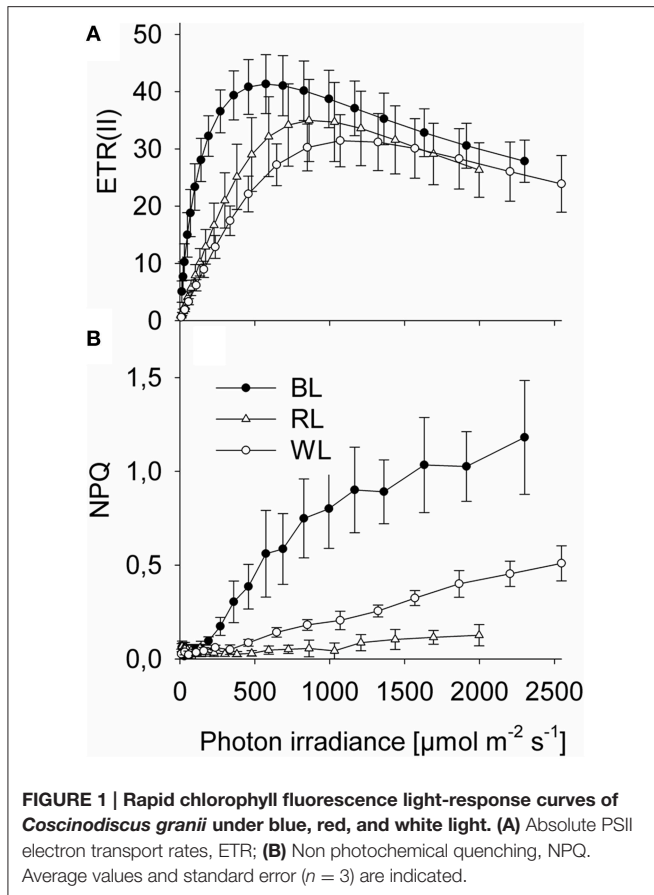 A
50
40
30
20
10
0
ETR(II)
B
1,5
1,0
0,5
0,0
NPQ
BL
RL
WL
0 500 1000 1500 2000 2500
Photon irradiance [µmol m⁻² s⁻¹]
FIGURE 1 | Rapid chlorophyll fluorescence light-response curves of
Coscinodiscus granii under blue, red, and white light. (A) Absolute PSII
electron transport rates, ETR; (B) Non photochemical quenching, NPQ.
Average values and standard error (n = 3) are indicated.